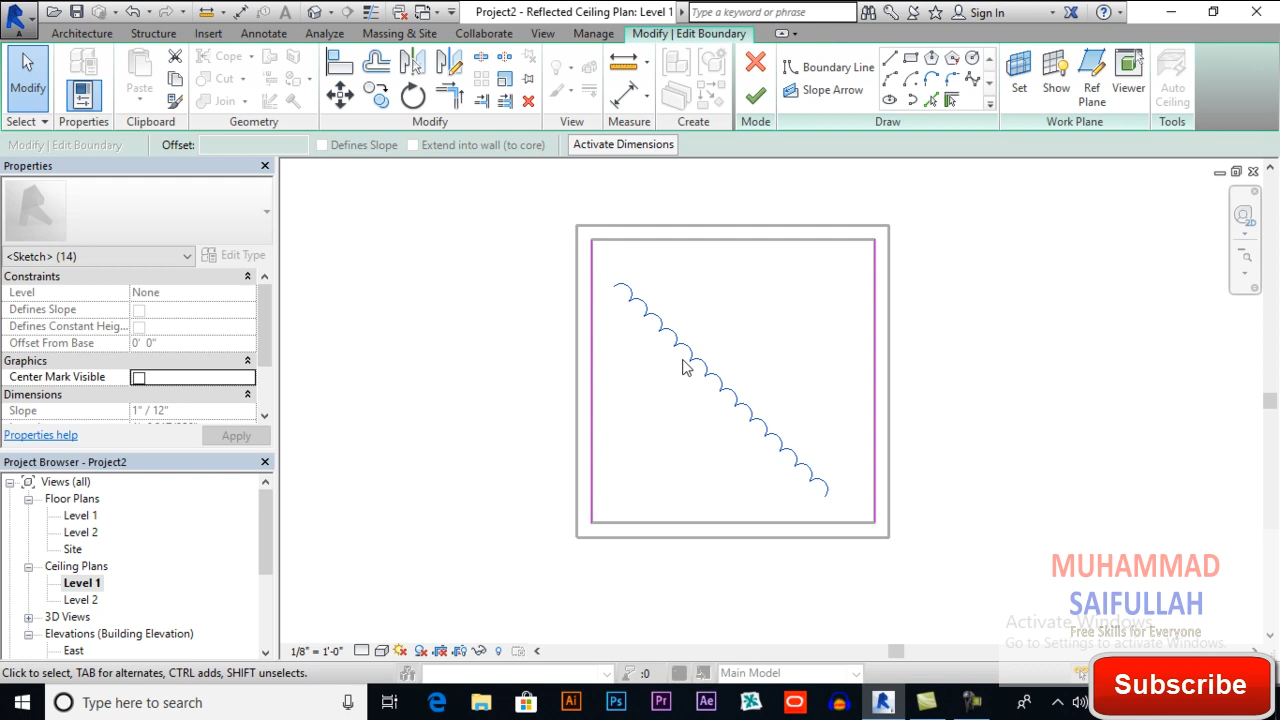 Project2 - Reflected Ceiling Plan: Level 1
Type a keyword or phrase
Sign In
Architecture
Structure
Insert
Annotate
Analyze
Massing & Site
Collaborate
View
Manage
Modify | Edit Boundary
Modify
Paste
Cope
Cut
Join
Boundary Line
Slope Arrow
Set
Show
Ref
Plane
Viewer
Auto
Ceiling
Select
Properties
Clipboard
Geometry
Modify
View
Measure
Create
Mode
Draw
Work Plane
Tools
Modify | Edit Boundary
Offset:
Defines Slope
Extend into wall (to core)
Activate Dimensions
Properties
<Sketch> (14)
Edit Type
Constraints
Level
None
Defines Slope
Defines Constant Heig...
Offset From Base
0' 0"
Graphics
Center Mark Visible
Dimensions
Slope
1" / 12"
Properties help
Apply
Project Browser - Project2
Views (all)
Floor Plans
Level 1
Level 2
Site
Ceiling Plans
Level 1
Level 2
3D Views
Elevations (Building Elevation)
East
2D
1/8" = 1'-0"
MUHAMMAD
SAIFULLAH
Free Skills for Everyone
Activate Windows
Go to Settings to activate Windows.
Click to select, TAB for alternates, CTRL adds, SHIFT unselects.
:0
Main Model
Type here to search
Subscribe